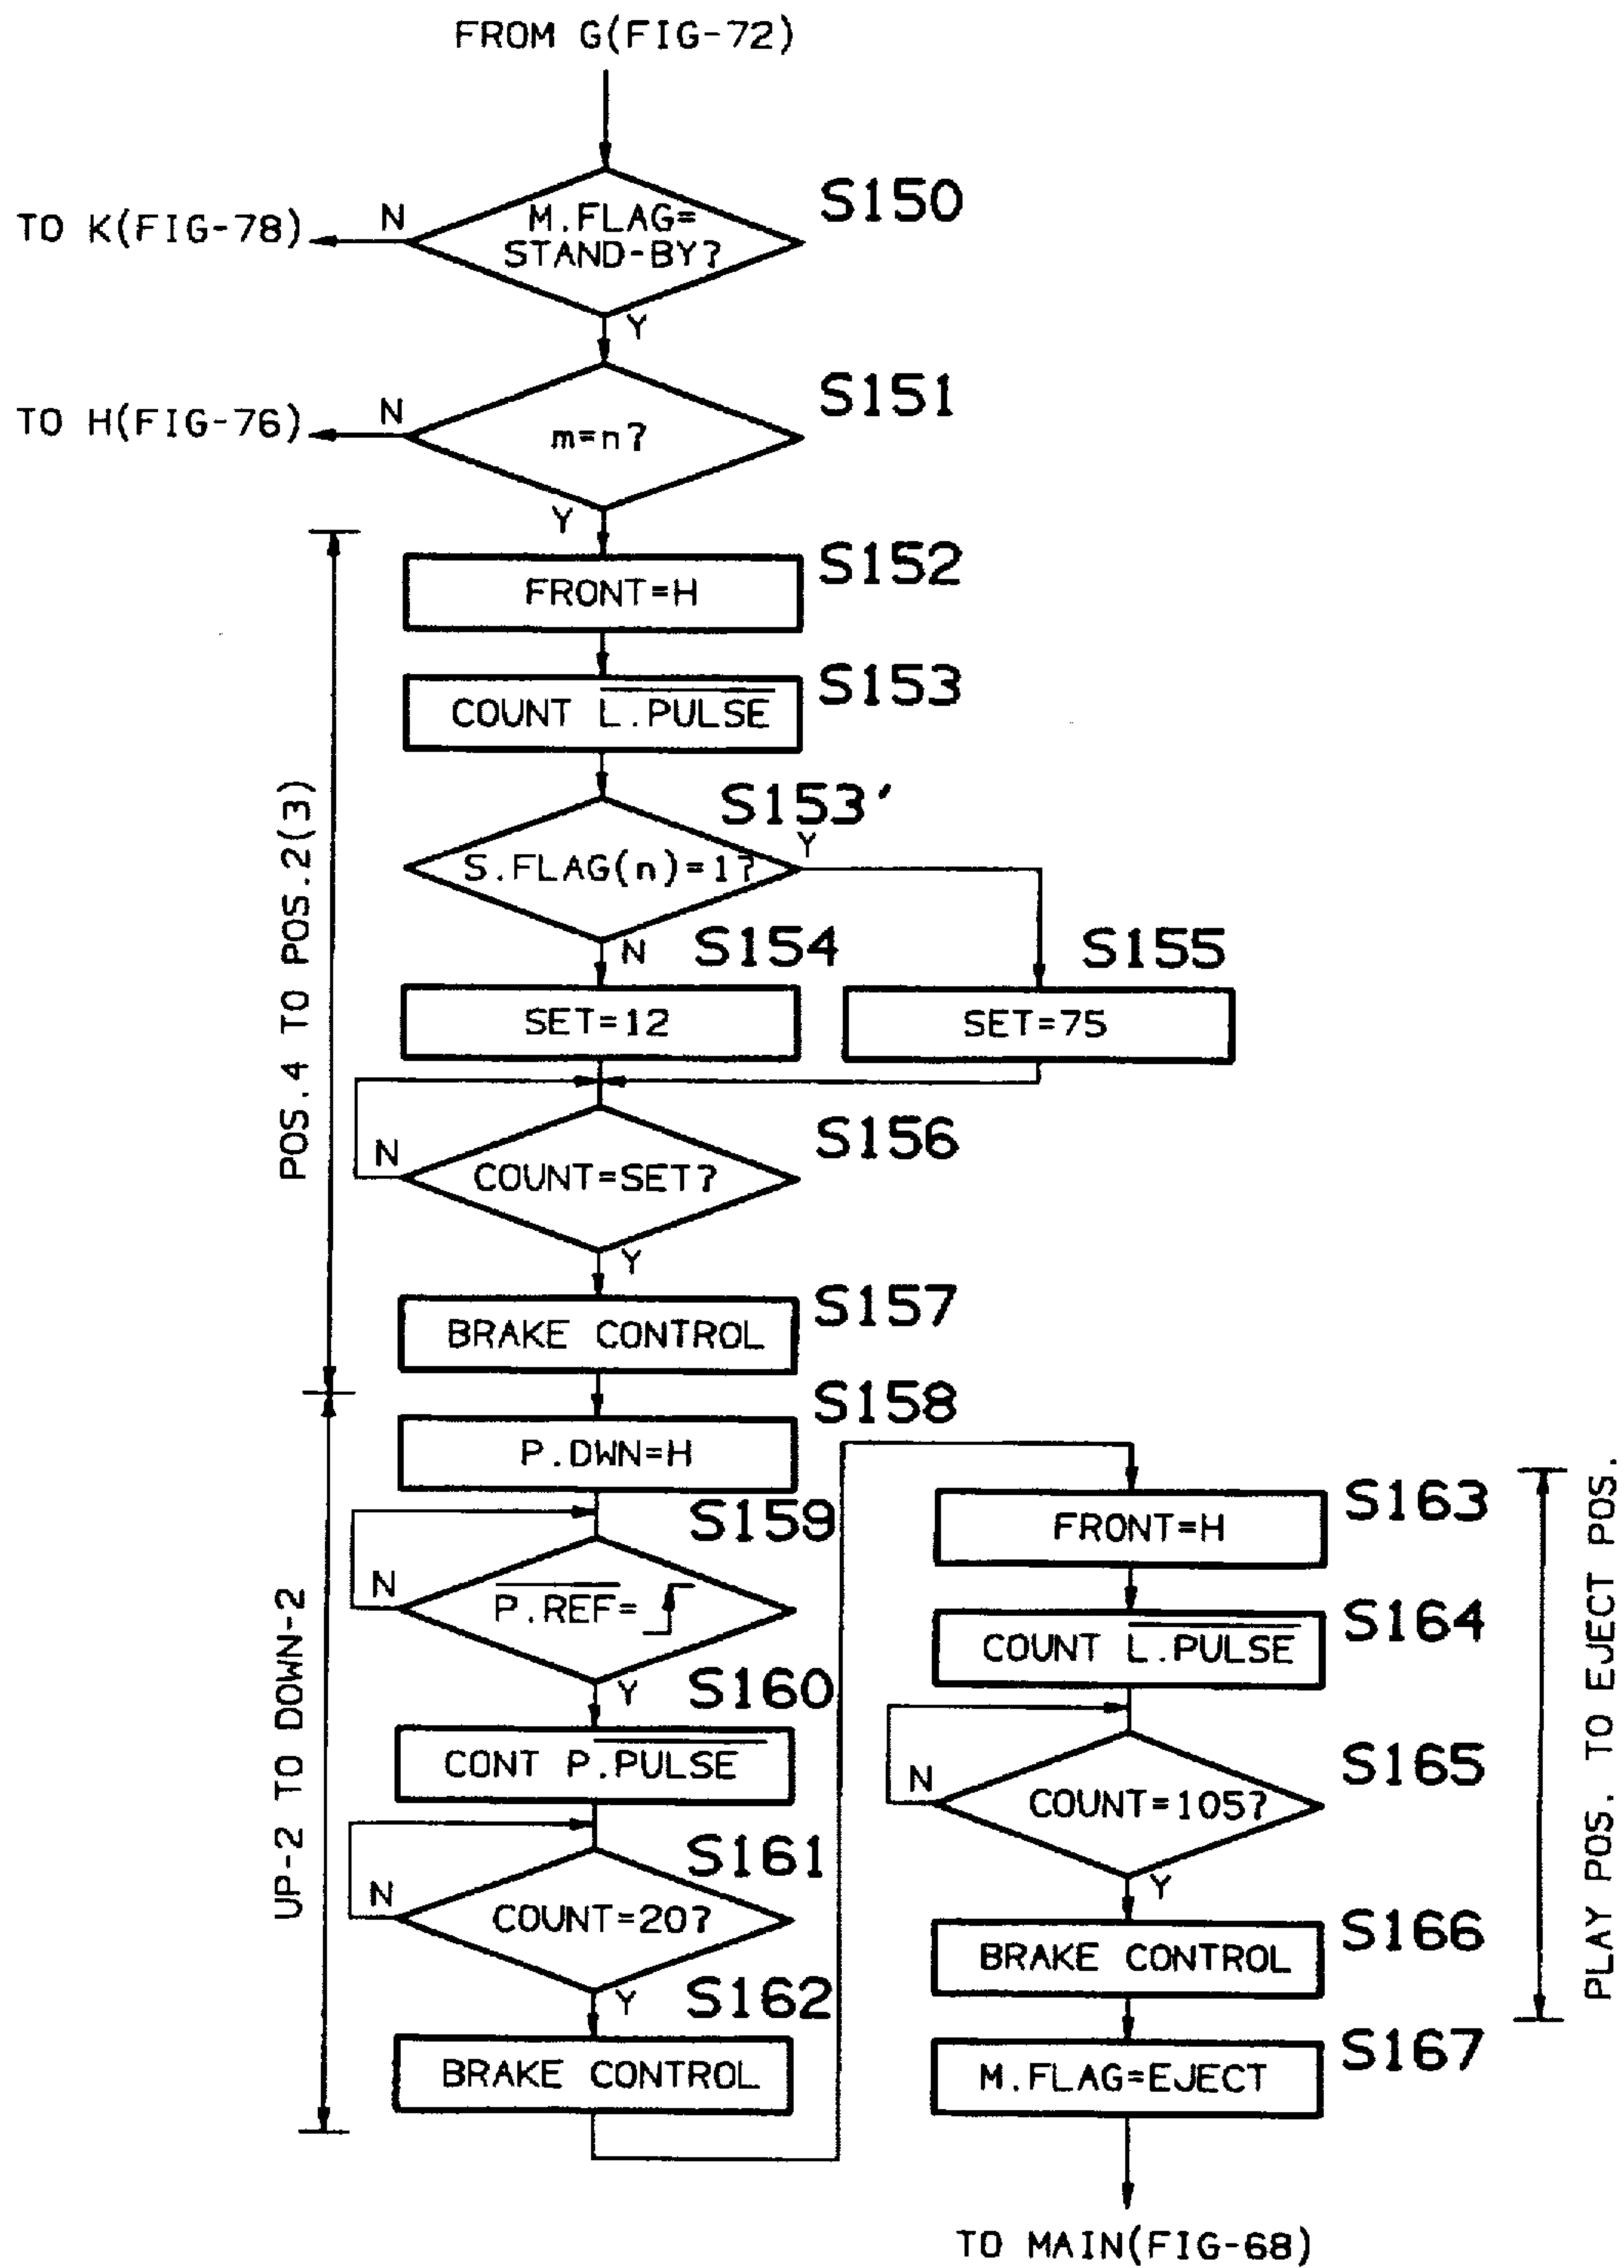 FROM G(FIG-72)
M.FLAG=
STAND-BY?
S150
N
TO K(FIG-78)
Y
m=n?
S151
N
TO H(FIG-76)
Y
POS.4 TO POS.2(3)
FRONT=H
S152
COUNT L.PULSE
S153
S.FLAG(n)=1?
S153'
Y
N
SET=12
S154
SET=75
S155
COUNT=SET?
S156
N
Y
BRAKE CONTROL
S157
UP-2 TO DOWN-2
P.DWN=H
S158
P.REF=
S159
N
Y
CONT P.PULSE
S160
COUNT=20?
S161
N
Y
BRAKE CONTROL
S162
PLAY POS. TO EJECT POS.
FRONT=H
S163
COUNT L.PULSE
S164
COUNT=105?
S165
N
Y
BRAKE CONTROL
S166
M.FLAG=EJECT
S167
TO MAIN(FIG-68)